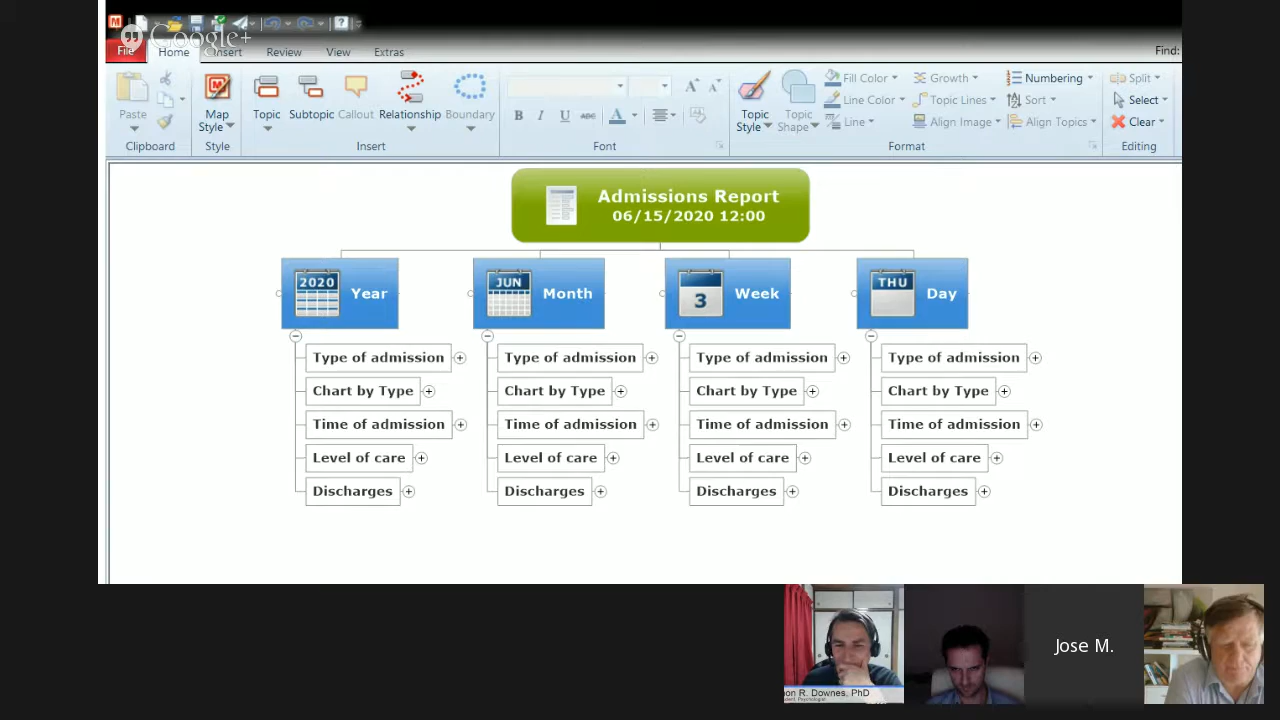 Google+
File Home Insert Review View Extras Find:
Paste
Clipboard
Map Style
Style
Topic Subtopic Callout Relationship Boundary
Insert
B I U ABC A
Font
Topic Style
Topic Shape
Fill Color
Line Color
Line
Growth
Topic Lines
Align Image
Numbering
Sort
Align Topics
Format
Split
Select
Clear
Editing
Admissions Report
06/15/2020 12:00
2020 Year
Type of admission
Chart by Type
Time of admission
Level of care
Discharges
JUN Month
Type of admission
Chart by Type
Time of admission
Level of care
Discharges
3 Week
Type of admission
Chart by Type
Time of admission
Level of care
Discharges
THU Day
Type of admission
Chart by Type
Time of admission
Level of care
Discharges
R. Downes, PhD
Jose M.